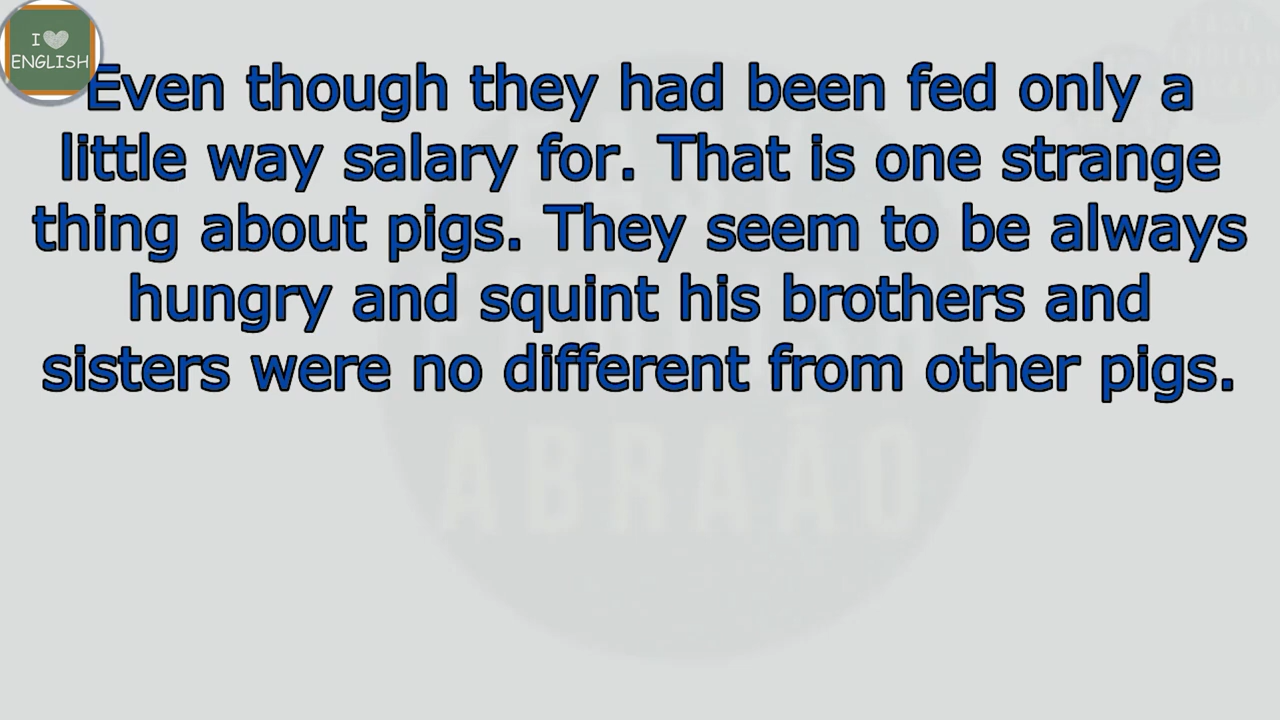 I
ENGLISH
Even though they had been fed only a
little way salary for. That is one strange
thing about pigs. They seem to be always
hungry and squint his brothers and
sisters were no different from other pigs.
ABRAÃO